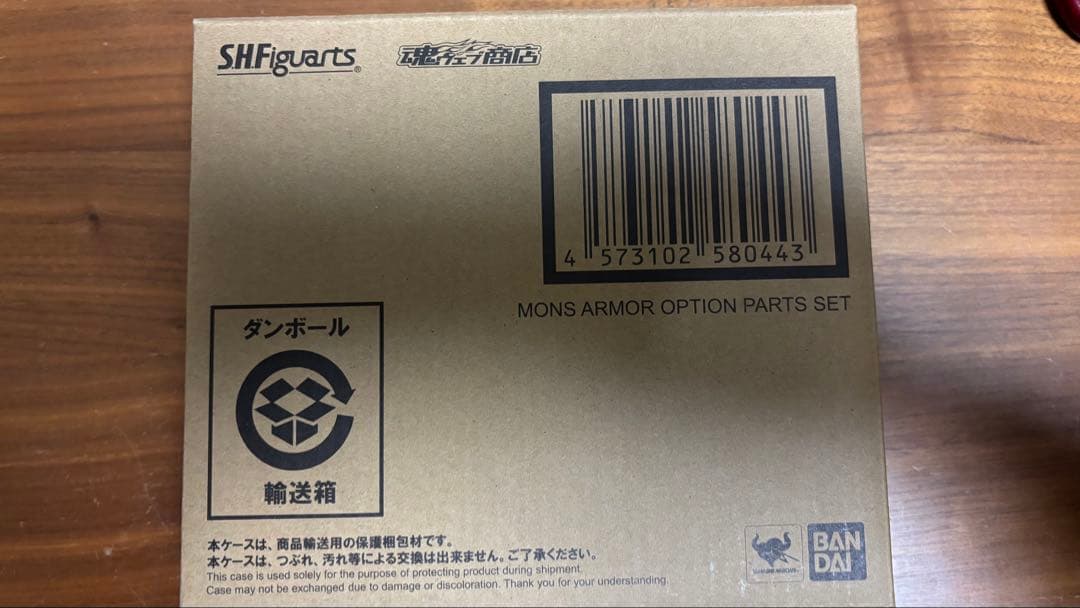 S.H.Figuarts®
魂ウェブ商店
4 573102 580443
MONS ARMOR OPTION PARTS SET
ダンボール
輸送箱
本ケースは、商品輸送用の保護梱包材です。
本ケースは、つぶれ、汚れ等による交換は出来ません。ご了承ください。
This case is used solely for the purpose of protecting product during shipment.
Case may not be exchanged due to damage or discoloration. Thank you for your understanding.
BAN
DAI